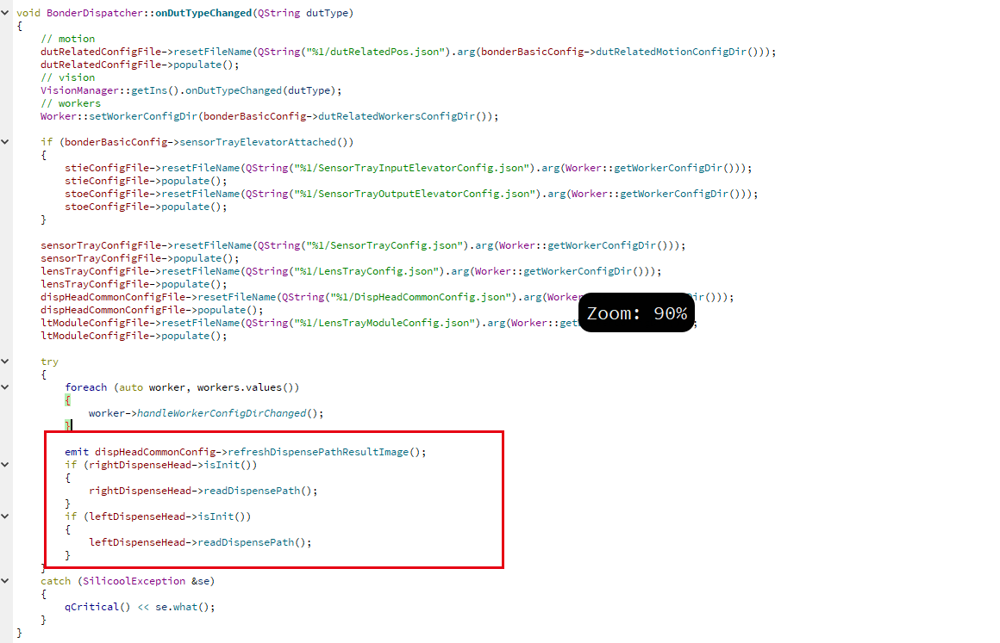 void BonderDispatcher::onDutTypeChanged(QString dutType)
{
// motion
dutRelatedConfigFile->resetFileName(QString("%1/dutRelatedPos.json").arg(bonderBasicConfig->dutRelatedMotionConfigDir()));
dutRelatedConfigFile->populate();
// vision
VisionManager::getIns().onDutTypeChanged(dutType);
// workers
Worker::setWorkerConfigDir(bonderBasicConfig->dutRelatedWorkersConfigDir());
if (bonderBasicConfig->sensorTrayElevatorAttached())
{
stieConfigFile->resetFileName(QString("%1/SensorTrayInputElevatorConfig.json").arg(Worker::getWorkerConfigDir()));
stieConfigFile->populate();
stoeConfigFile->resetFileName(QString("%1/SensorTrayOutputElevatorConfig.json").arg(Worker::getWorkerConfigDir()));
stoeConfigFile->populate();
}
sensorTrayConfigFile->resetFileName(QString("%1/SensorTrayConfig.json").arg(Worker::getWorkerConfigDir()));
sensorTrayConfigFile->populate();
lensTrayConfigFile->resetFileName(QString("%1/LensTrayConfig.json").arg(Worker::getWorkerConfigDir()));
lensTrayConfigFile->populate();
dispHeadCommonConfigFile->resetFileName(QString("%1/DispHeadCommonConfig.json").arg(Worker ir()));
dispHeadCommonConfigFile->populate();
Zoom: 90%
ltModuleConfigFile->resetFileName(QString("%1/LensTrayModuleConfig.json").arg(Worker::get ;
ltModuleConfigFile->populate();
try
{
foreach (auto worker, workers.values())
{
worker->handleWorkerConfigDirChanged();
}
emit dispHeadCommonConfig->refreshDispensePathResultImage();
if (rightDispenseHead->isInit())
{
rightDispenseHead->readDispensePath();
}
if (leftDispenseHead->isInit())
{
leftDispenseHead->readDispensePath();
}
}
catch (SilicoolException &se)
{
qCritical() << se.what();
}
}